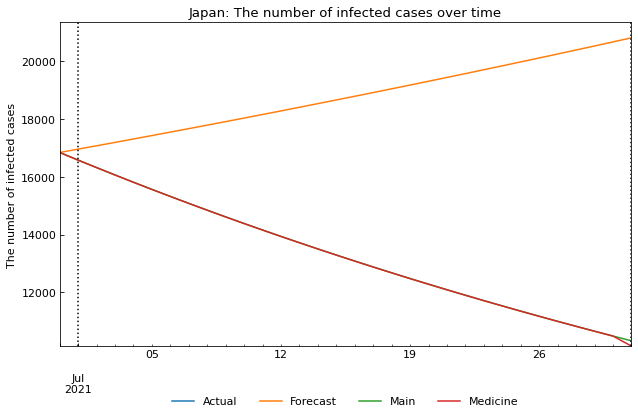 Japan: The number of infected cases over time
The number of infected cases
20000
18000
16000
14000
12000
05 12 19 26
Jul
2021
Actual Forecast Main Medicine